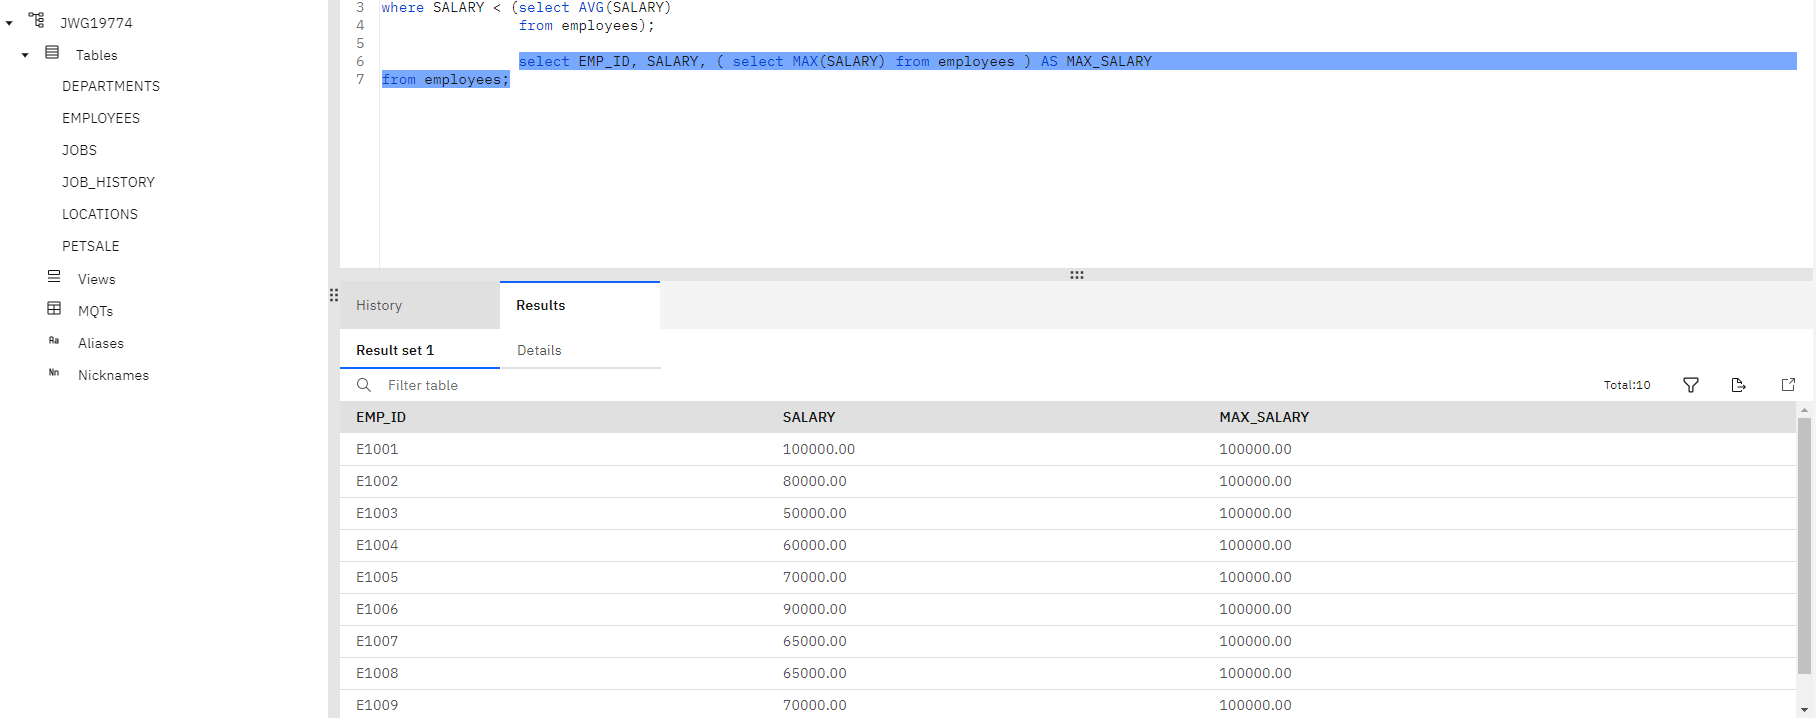 JWG19774
Tables
DEPARTMENTS
EMPLOYEES
JOBS
JOB_HISTORY
LOCATIONS
PETSALE
Views
MQTs
Aa Aliases
Nn Nicknames
3 where SALARY < (select AVG(SALARY)
4 from employees);
5
6 select EMP_ID, SALARY, ( select MAX(SALARY) from employees ) AS MAX_SALARY
7 from employees;
History Results
Result set 1 Details
Filter table Total:10
EMP_ID SALARY MAX_SALARY
E1001 100000.00 100000.00
E1002 80000.00 100000.00
E1003 50000.00 100000.00
E1004 60000.00 100000.00
E1005 70000.00 100000.00
E1006 90000.00 100000.00
E1007 65000.00 100000.00
E1008 65000.00 100000.00
E1009 70000.00 100000.00